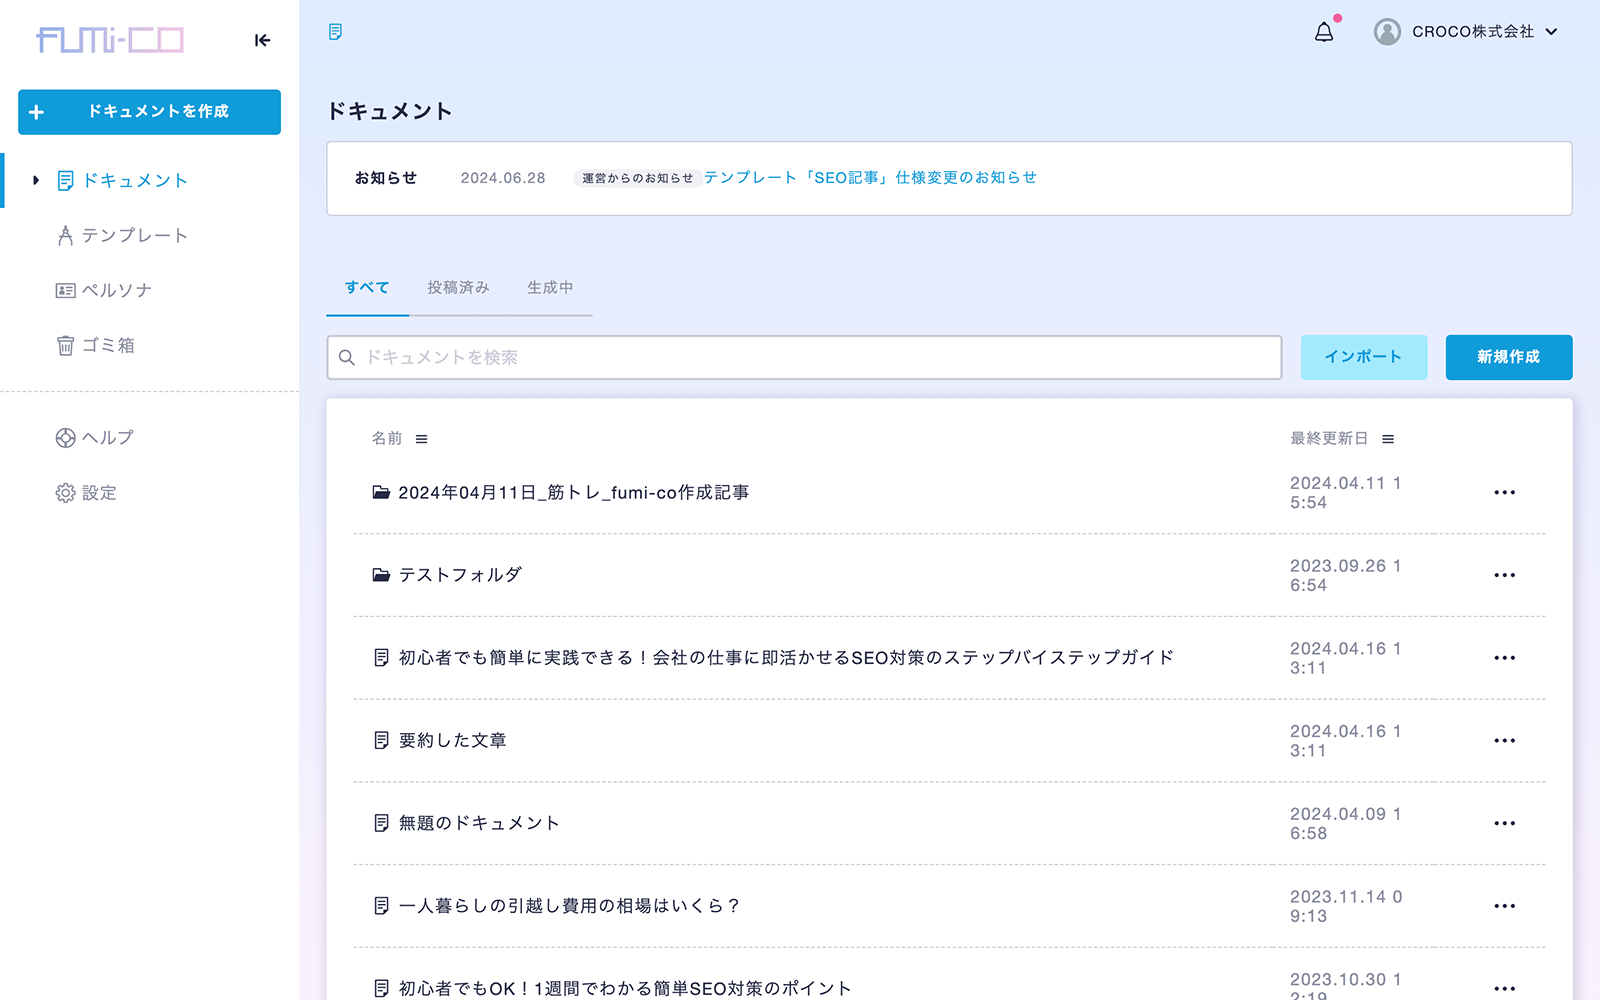 fumi-co
ドキュメントを作成
ドキュメント
テンプレート
ペルソナ
ゴミ箱
ヘルプ
設定
CROCO株式会社
ドキュメント
お知らせ 2024.06.28 運営からのお知らせ テンプレート「SEO記事」仕様変更のお知らせ
すべて 投稿済み 生成中
ドキュメントを検索 インポート 新規作成
名前 最終更新日
2024年04月11日_筋トレ_fumi-co作成記事 2024.04.11 1
5:54
テストフォルダ 2023.09.26 1
6:54
初心者でも簡単に実践できる！会社の仕事に即活かせるSEO対策のステップバイステップガイド 2024.04.16 1
3:11
要約した文章 2024.04.16 1
3:11
無題のドキュメント 2024.04.09 1
6:58
一人暮らしの引越し費用の相場はいくら？ 2023.11.14 0
9:13
初心者でもOK！1週間でわかる簡単SEO対策のポイント 2023.10.30 1
2:19